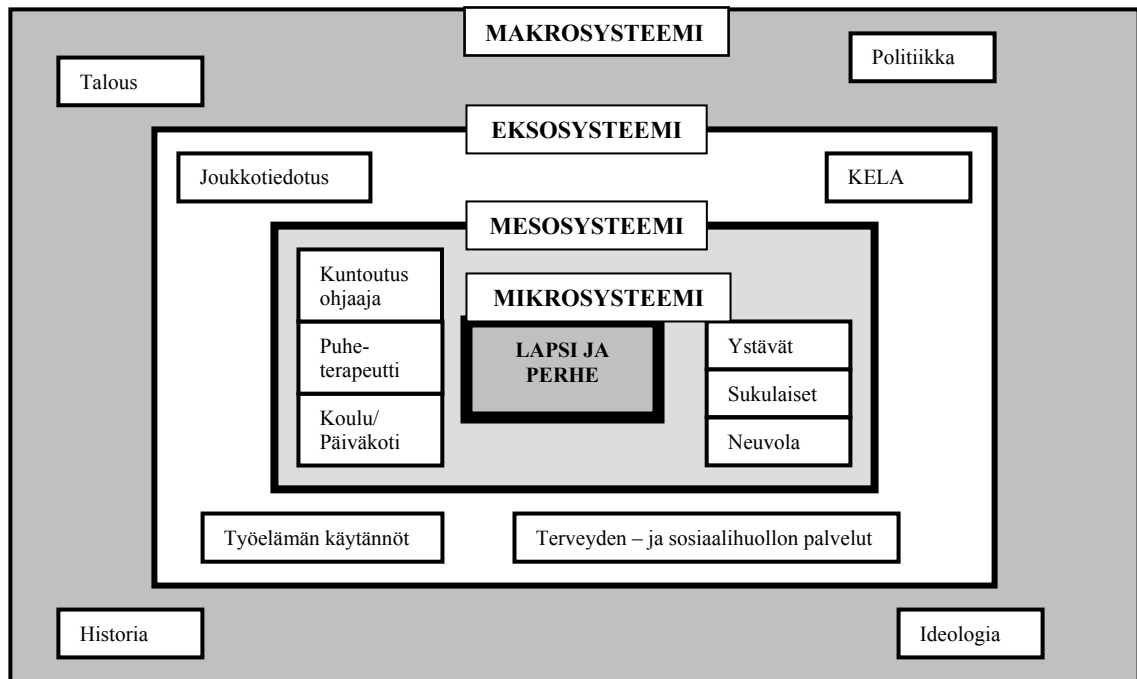 MAKROSYSTEEMI
Talous
Politiikka
EKSOSYSTEEMI
Joukkotiedotus
KELA
MESOSYSTEEMI
Kuntoutus
ohjaaja
MIKROSYSTEEMI
Puhe-
terapeutti
LAPSI JA
PERHE
Ystävät
Sukulaiset
Koulu/
Päiväkoti
Neuvola
Työelämän käytännöt
Terveyden – ja sosiaalihuollon palvelut
Historia
Ideologia